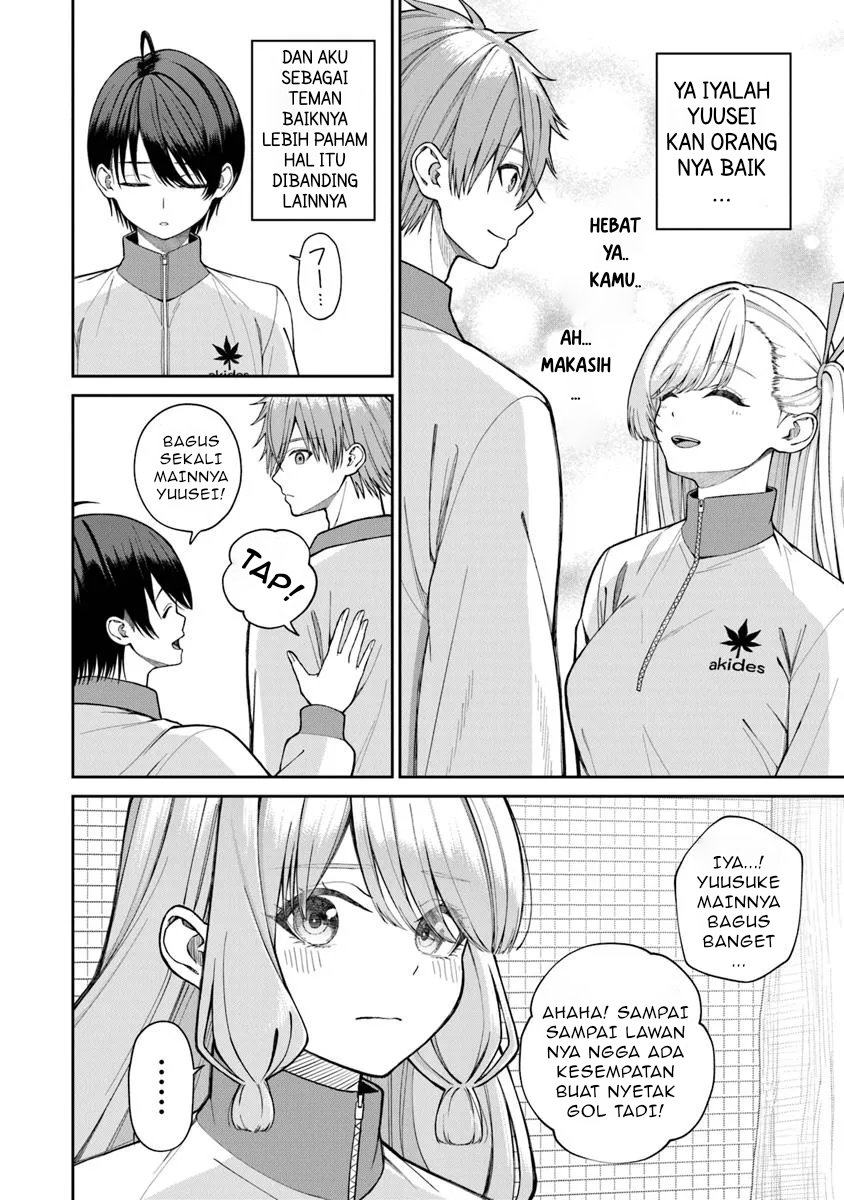 YA IYALAH
YUUSEI
KAN ORANG
NYA BAIK
...
HEBAT
YA..
KAMU..
AH...
MAKASIH
...
akides
DAN AKU
SEBAGAI
TEMAN
BAIKNYA
LEBIH PAHAM
HAL ITU
DIBANDING
LAINNYA
フー…
akides
BAGUS
SEKALI
MAINNYA
YUUSEI!
TAP!
IYA...!
YUUSUKE
MAINNYA
BAGUS
BANGET
...
AHAHA! SAMPAI
SAMPAI LAWAN
NYA NGGA ADA
KESEMPATAN
BUAT NYETAK
GOL TADI!
......